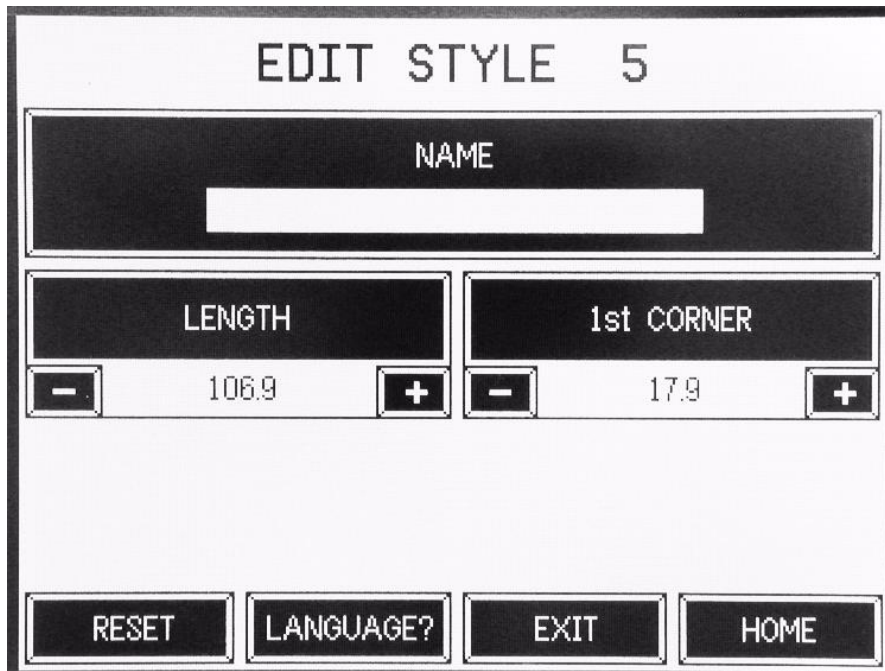 EDIT STYLE 5
NAME
LENGTH 1st CORNER
- 106.9 + - 17.9 +
RESET LANGUAGE? EXIT HOME